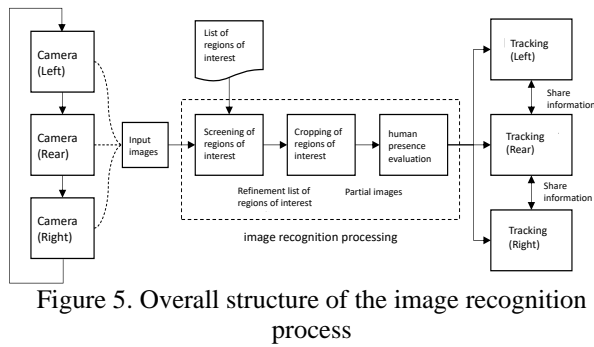 Camera
(Left)
Camera
(Rear)
Camera
(Right)
Input
images
List of
regions of
interest
Screening of
regions of
interest
Cropping of
regions of
interest
human
presence
evaluation
Refinement list of
regions of interest
Partial images
image recognition processing
Tracking
(Left)
Share
information
Tracking
(Rear)
Share
information
Tracking
(Right)
Figure 5. Overall structure of the image recognition
process